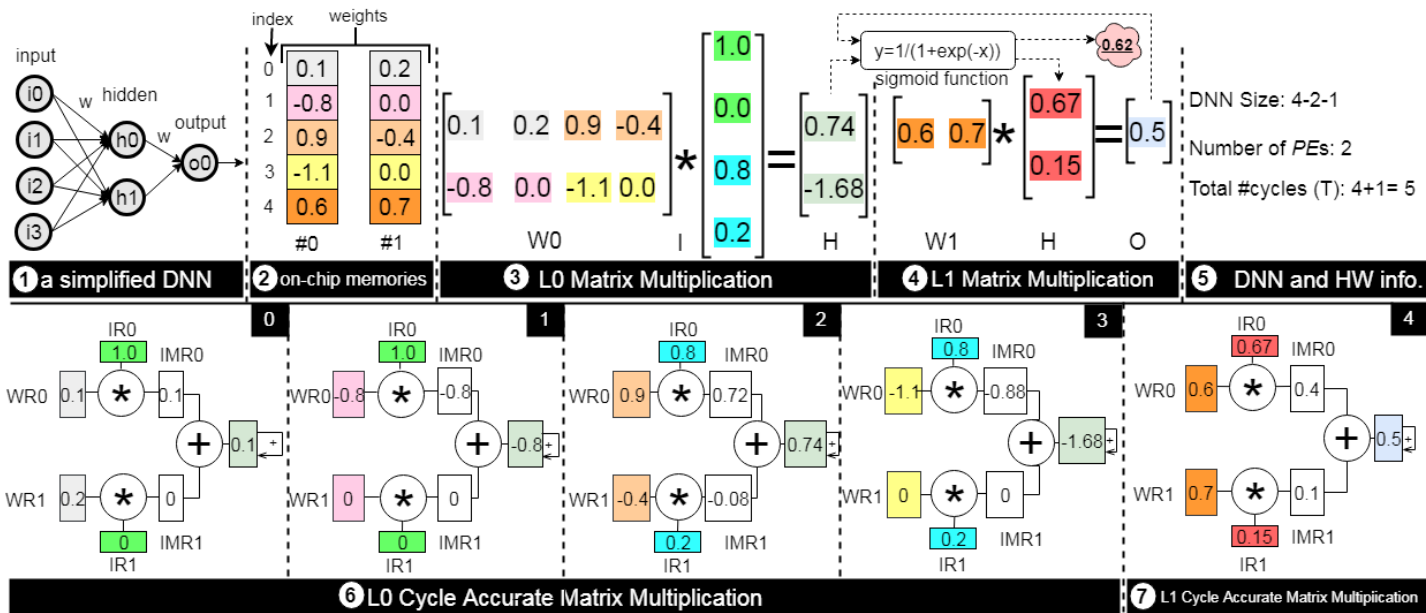 input
i0
i1
i2
i3
w
hidden
h0
h1
w
output
o0
index
weights
0 0.1 0.2
1 -0.8 0.0
2 0.9 -0.4
3 -1.1 0.0
4 0.6 0.7
#0 #1
0.1 0.2 0.9 -0.4
-0.8 0.0 -1.1 0.0
W0
*
1.0
0.0
0.8
0.2
I
=
0.74
-1.68
H
y=1/(1+exp(-x))
sigmoid function
0.62
0.6 0.7
W1
*
0.67
0.15
H
=
0.5
O
DNN Size: 4-2-1
Number of PEs: 2
Total #cycles (T): 4+1= 5
1 a simplified DNN
2 on-chip memories
3 L0 Matrix Multiplication
4 L1 Matrix Multiplication
5 DNN and HW info.
0
IR0
1.0
IMR0
WR0 0.1 * 0.1
+ 0.1 +
WR1 0.2 * 0
0
IMR1
IR1
1
IR0
1.0
IMR0
WR0 -0.8 * -0.8
+ -0.8 +
WR1 0 * 0
0
IMR1
IR1
2
IR0
0.8
IMR0
WR0 0.9 * 0.72
+ 0.74 +
WR1 -0.4 * -0.08
0.2
IMR1
IR1
3
IR0
0.8
IMR0
WR0 -1.1 * -0.88
+ -1.68 +
WR1 0 * 0
0.2
IMR1
IR1
4
IR0
0.67
IMR0
WR0 0.6 * 0.4
+ 0.5 +
WR1 0.7 * 0.1
0.15
IMR1
IR1
6 L0 Cycle Accurate Matrix Multiplication
7 L1 Cycle Accurate Matrix Multiplication